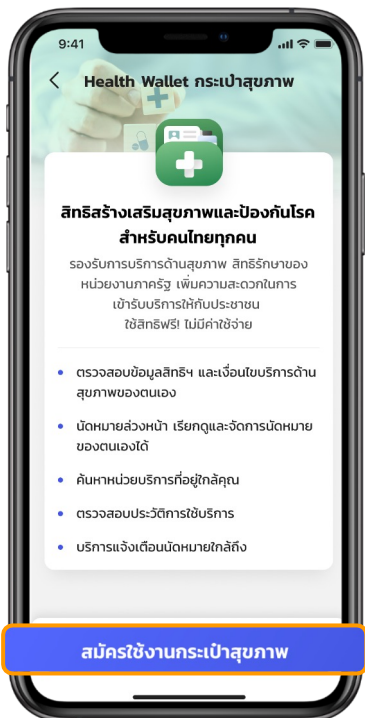 9:41
Health Wallet กระเป๋าสุขภาพ
สิทธิสร้างเสริมสุขภาพและป้องกันโรค
สำหรับคนไทยทุกคน
รองรับการบริการด้านสุขภาพ สิทธิรักษาของ
หน่วยงานภาครัฐ เพิ่มความสะดวกในการ
เข้ารับบริการให้กับประชาชน
ใช้สิทธิฟรี! ไม่มีค่าใช้จ่าย
• ตรวจสอบข้อมูลสิทธิฯ และเงื่อนไขบริการด้าน
สุขภาพของตนเอง
• นัดหมายล่วงหน้า เรียกดูและจัดการนัดหมาย
ของตนเองได้
• ค้นหาหน่วยบริการที่อยู่ใกล้คุณ
• ตรวจสอบประวัติการใช้บริการ
• บริการแจ้งเตือนนัดหมายใกล้ถึง
สมัครใช้งานกระเป๋าสุขภาพ